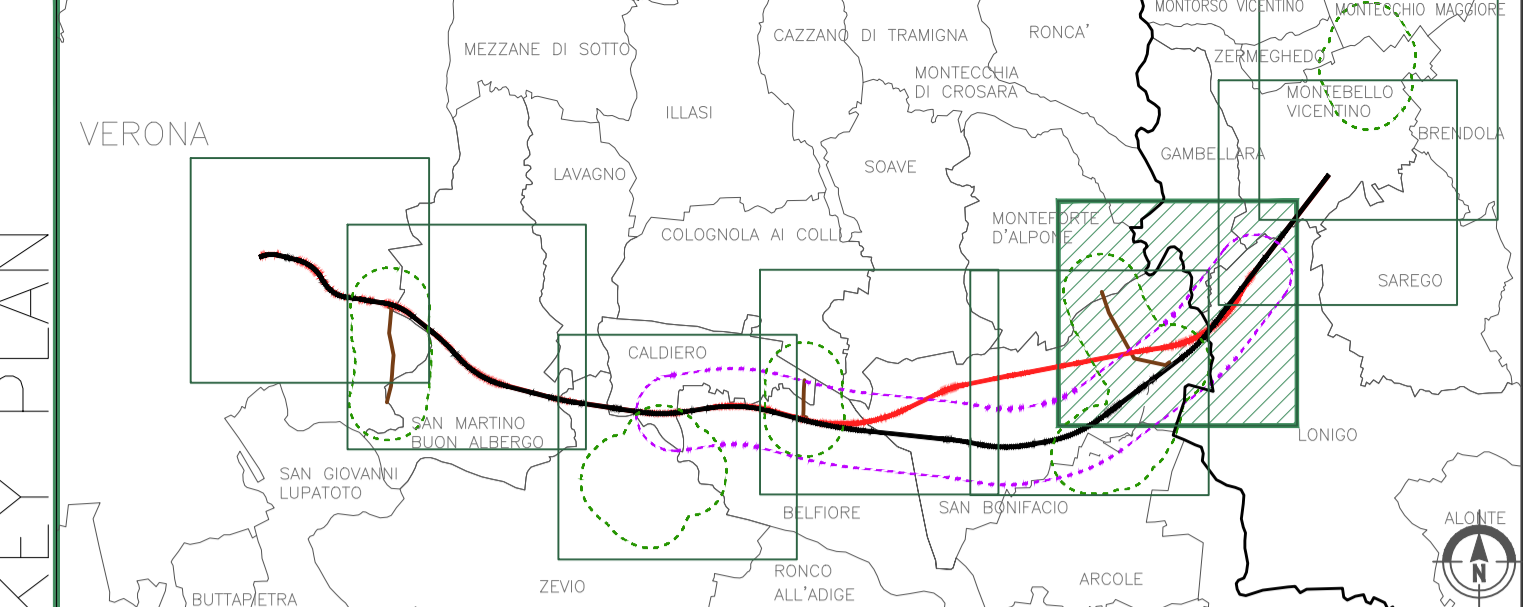 KEY PLAN
MONTORSO VICENTINO
MONTECCHIO MAGGIORE
MEZZANE DI SOTTO
CAZZANO DI TRAMIGNA
RONCA'
ZERMEGHEDO
MONTECCHIA
DI CROSARA
MONTEBELLO
VICENTINO
ILLASI
VERONA
BRENDOLA
GAMBELLARA
SOAVE
LAVAGNO
MONTEFORTE
D'ALPONE
COLOGNOLA AI COLLI
SAREGO
CALDIERO
SAN MARTINO
BUON ALBERGO
LONIGO
SAN GIOVANNI
LUPATOTO
BELFIORE
SAN BONIFACIO
ALONTE
RONCO
ALL'ADIGE
ARCOLE
ZEVIO
BUTTAPIETRA
N